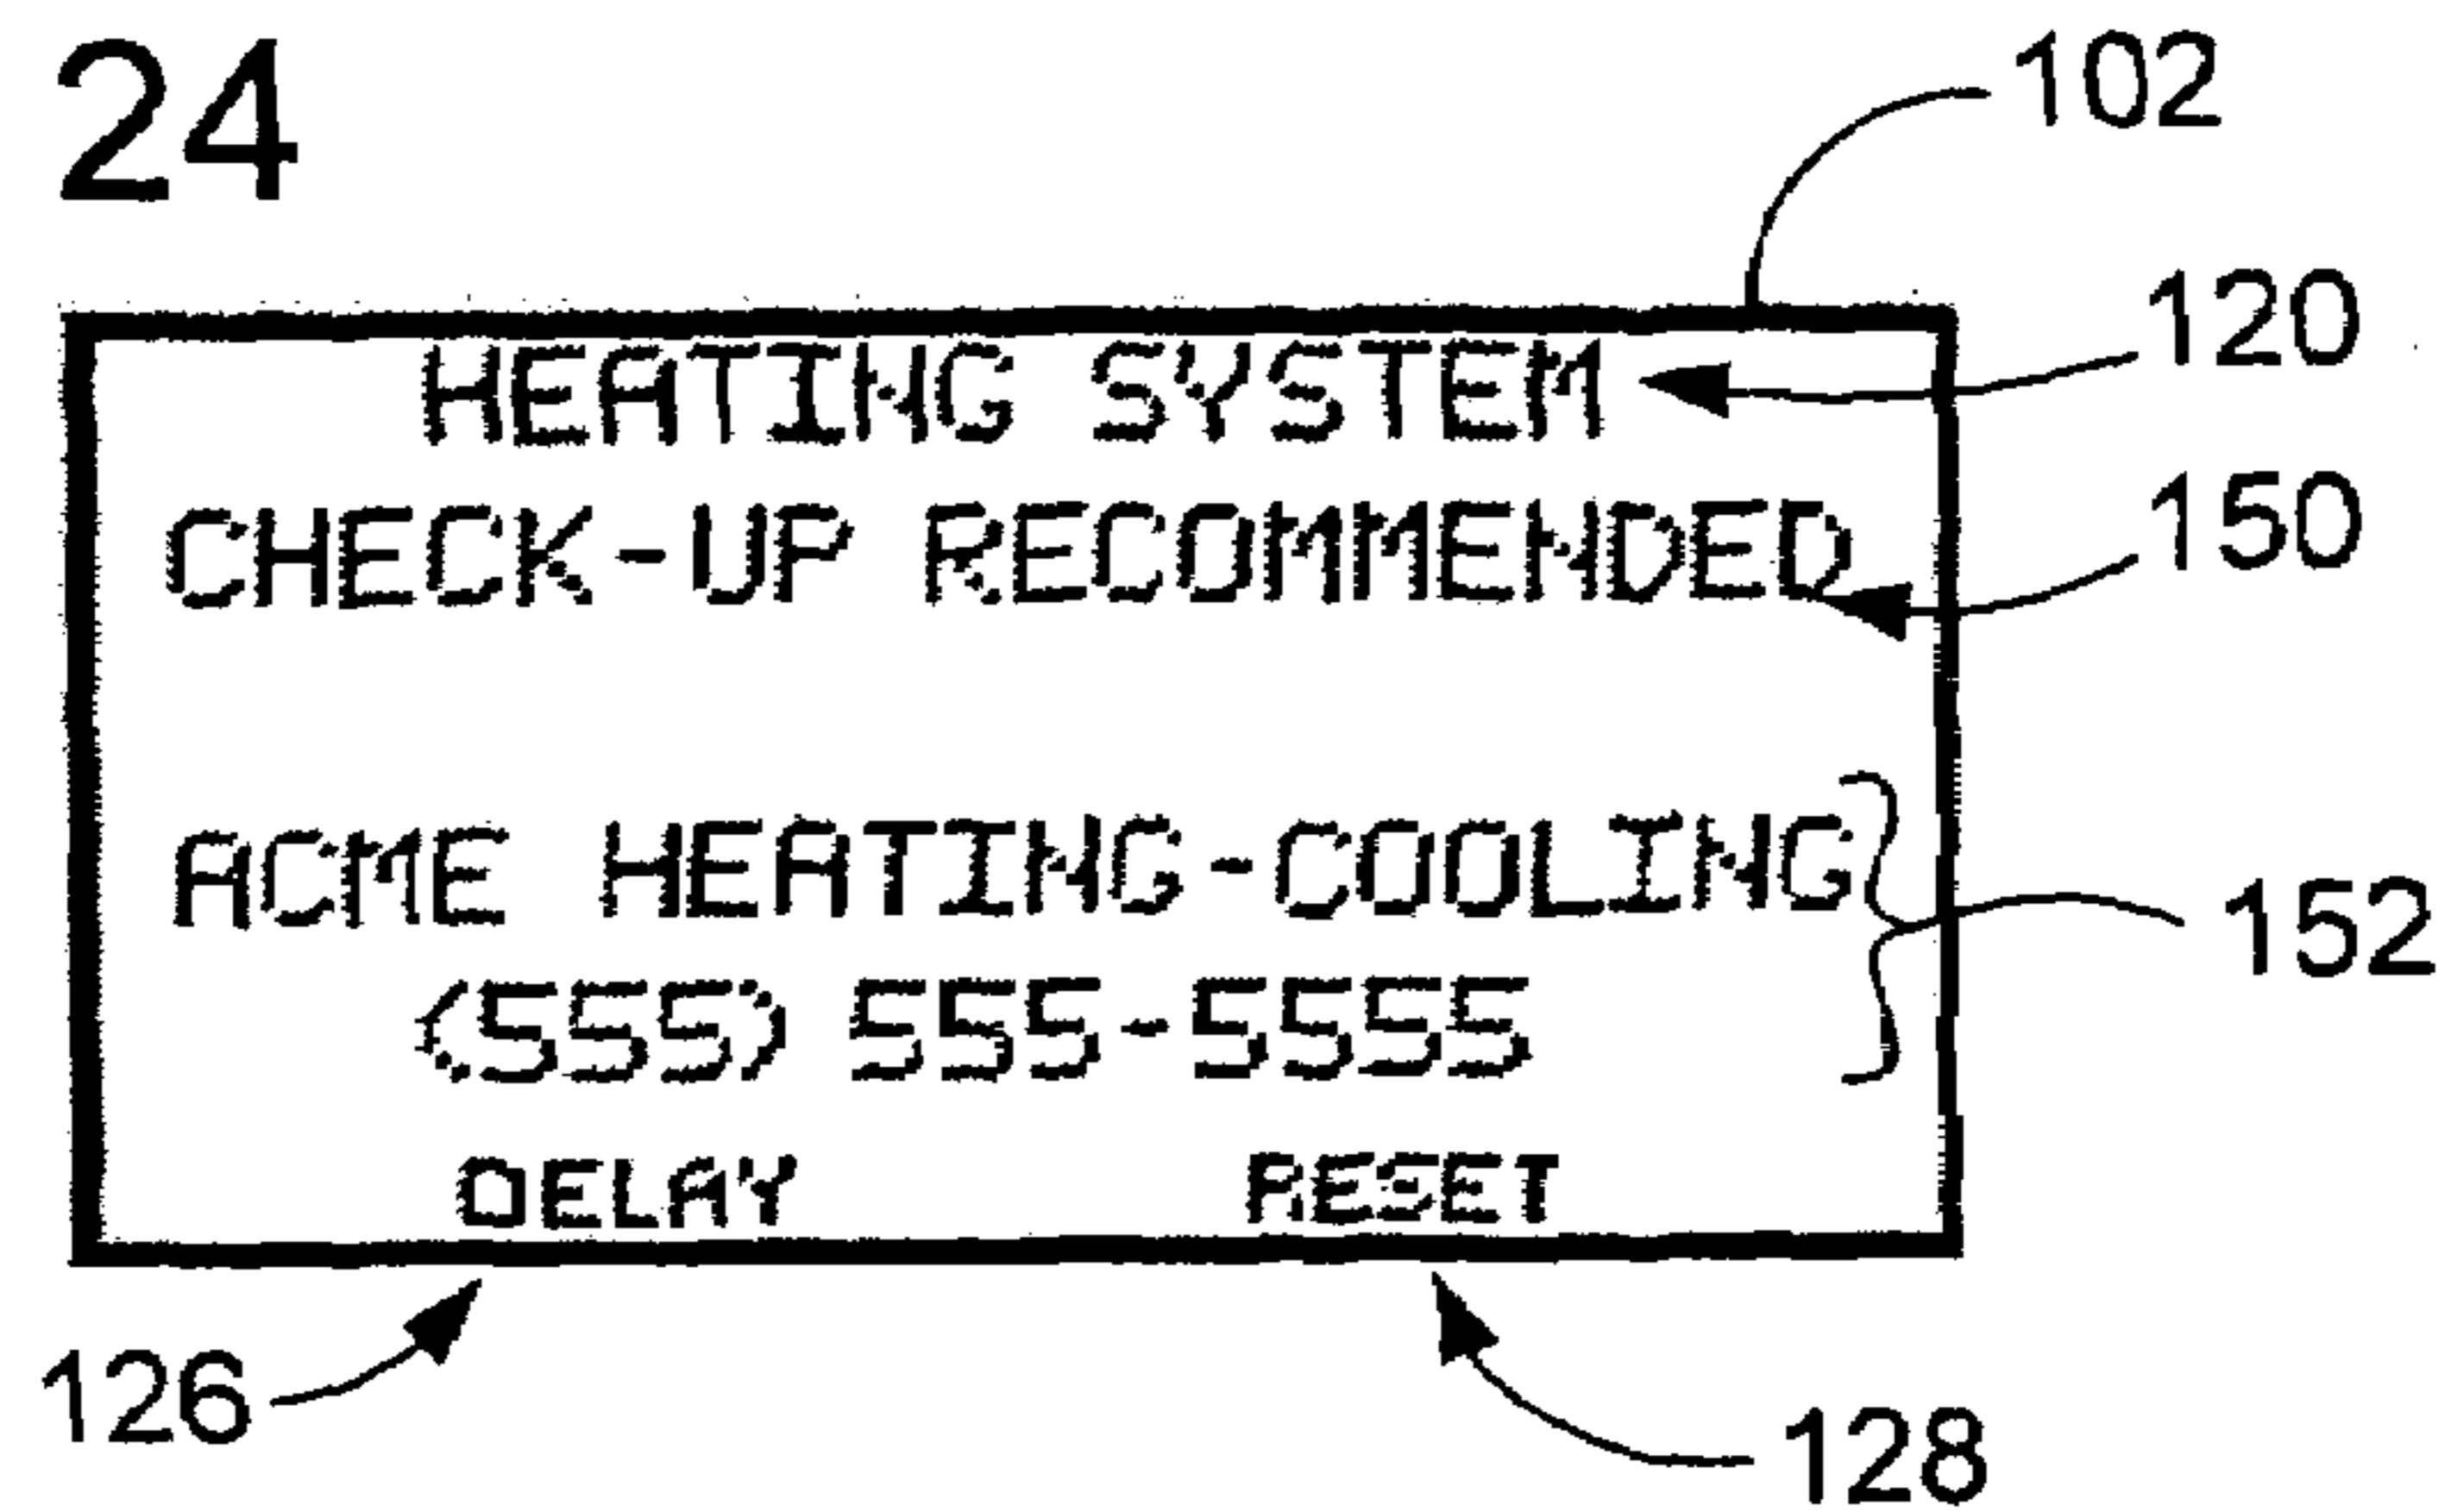 24
102
HEATING SYSTEM
120
CHECK-UP RECOMMENDED
150
ACME HEATING-COOLING
152
(555) 555-5555
DELAY RESET
126
128